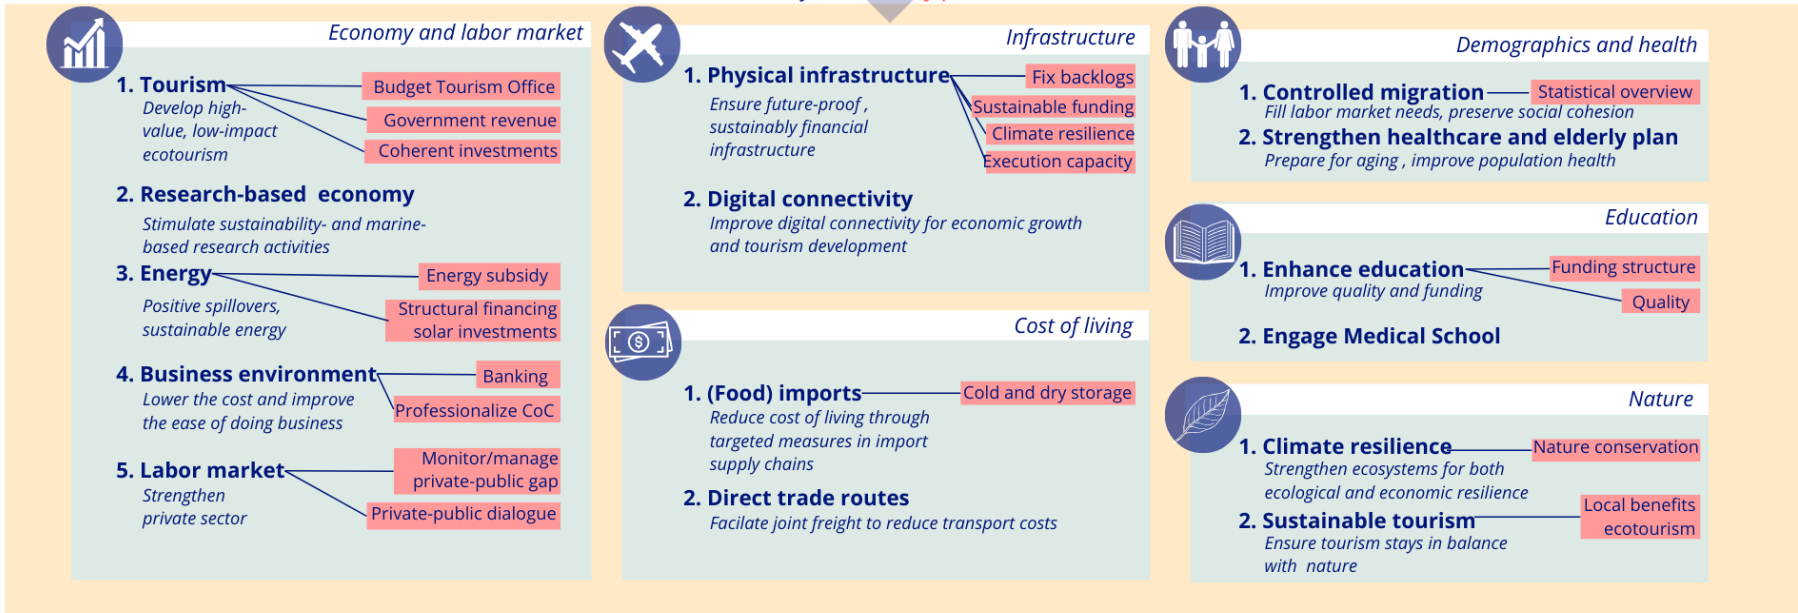 Economy and labor market
1. Tourism
Develop high-
value, low-impact
ecotourism
Budget Tourism Office
Government revenue
Coherent investments
2. Research-based economy
Stimulate sustainability- and marine-
based research activities
3. Energy
Positive spillovers,
sustainable energy
Energy subsidy
Structural financing
solar investments
4. Business environment
Lower the cost and improve
the ease of doing business
Banking
Professionalize CoC
5. Labor market
Strengthen
private sector
Monitor/manage
private-public gap
Private-public dialogue
Infrastructure
1. Physical infrastructure
Ensure future-proof ,
sustainably financial
infrastructure
Fix backlogs
Sustainable funding
Climate resilience
Execution capacity
2. Digital connectivity
Improve digital connectivity for economic growth
and tourism development
Cost of living
1. (Food) imports
Reduce cost of living through
targeted measures in import
supply chains
Cold and dry storage
2. Direct trade routes
Facilate joint freight to reduce transport costs
Demographics and health
1. Controlled migration
Statistical overview
Fill labor market needs, preserve social cohesion
2. Strengthen healthcare and elderly plan
Prepare for aging , improve population health
Education
1. Enhance education
Improve quality and funding
Funding structure
Quality
2. Engage Medical School
Nature
1. Climate resilience
Strengthen ecosystems for both
ecological and economic resilience
Nature conservation
2. Sustainable tourism
Ensure tourism stays in balance
with nature
Local benefits
ecotourism